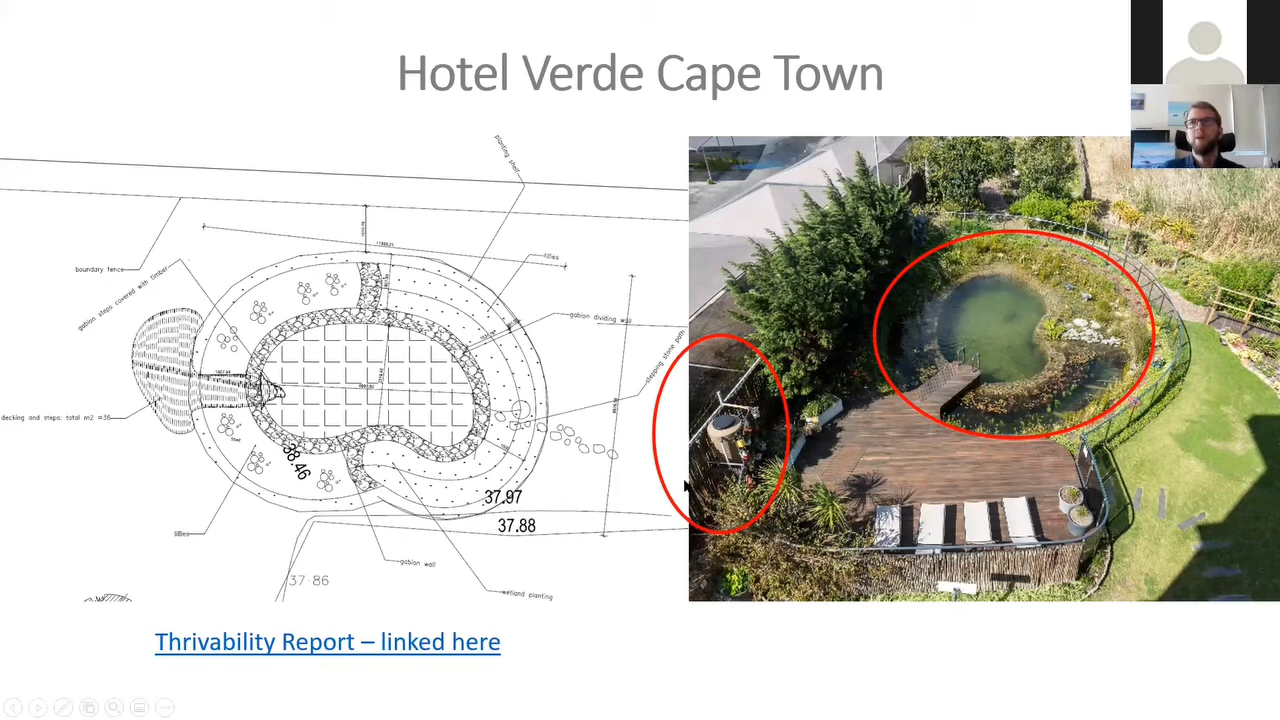 Hotel Verde Cape Town
planting shelf
boundary fence
gabion steps covered with timber
lillies
gabion dividing wall
stepping stone path
decking and steps: total m2 =36
38.46
37.97
37.88
lillies
gabion wall
37.86
wetland planting
Thrivability Report – linked here